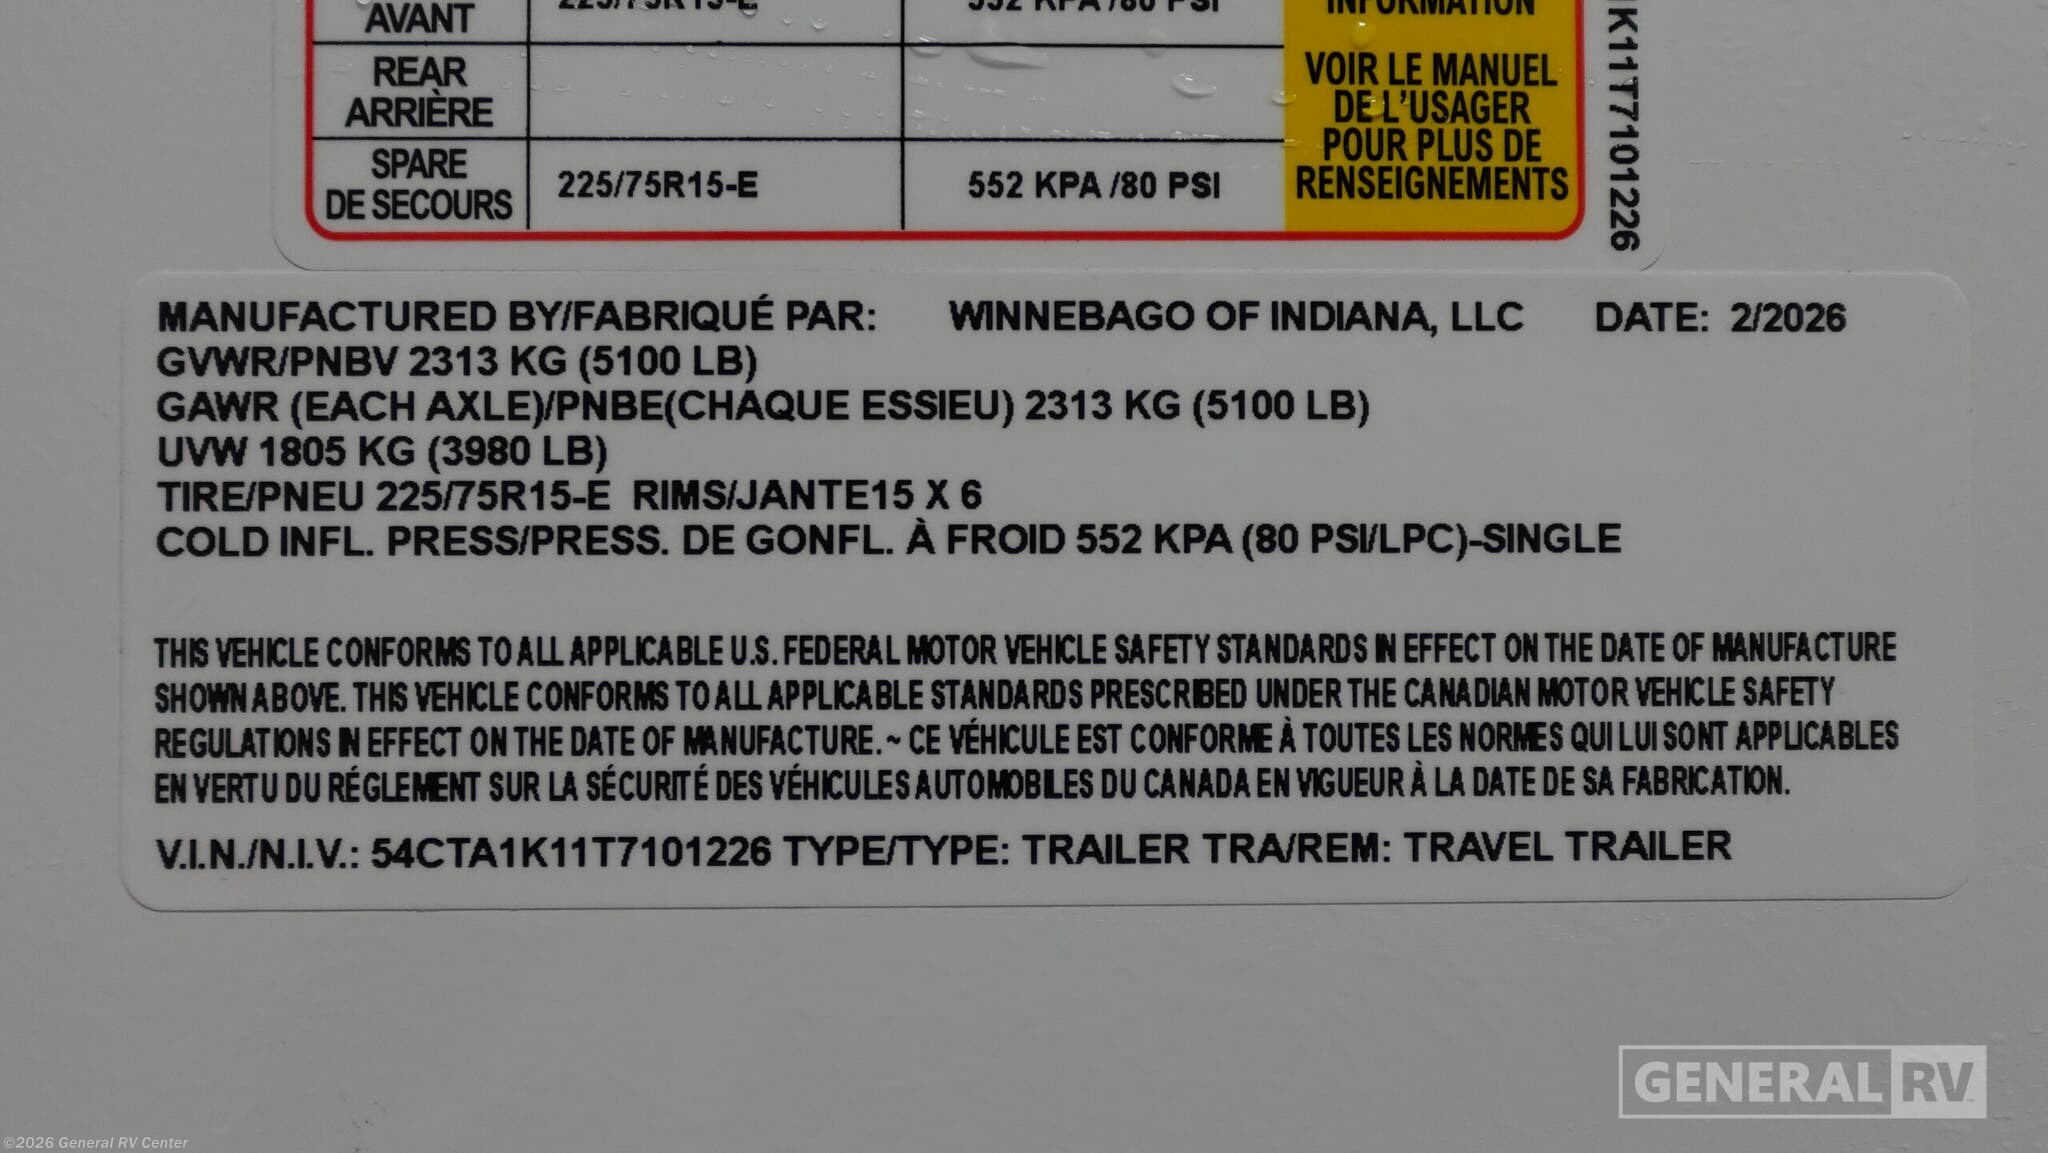 AVANT
225/75R15-E
552 KPA /80 PSI
INFORMATION
REAR
ARRIÈRE
SPARE
DE SECOURS
225/75R15-E
552 KPA /80 PSI
VOIR LE MANUEL
DE L'USAGER
POUR PLUS DE
RENSEIGNEMENTS
1K11T7101226
MANUFACTURED BY/FABRIQUÉ PAR: WINNEBAGO OF INDIANA, LLC DATE: 2/2026
GVWR/PNBV 2313 KG (5100 LB)
GAWR (EACH AXLE)/PNBE(CHAQUE ESSIEU) 2313 KG (5100 LB)
UVW 1805 KG (3980 LB)
TIRE/PNEU 225/75R15-E RIMS/JANTE15 X 6
COLD INFL. PRESS/PRESS. DE GONFL. À FROID 552 KPA (80 PSI/LPC)-SINGLE
THIS VEHICLE CONFORMS TO ALL APPLICABLE U.S. FEDERAL MOTOR VEHICLE SAFETY STANDARDS IN EFFECT ON THE DATE OF MANUFACTURE
SHOWN ABOVE. THIS VEHICLE CONFORMS TO ALL APPLICABLE STANDARDS PRESCRIBED UNDER THE CANADIAN MOTOR VEHICLE SAFETY
REGULATIONS IN EFFECT ON THE DATE OF MANUFACTURE. ~ CE VÉHICULE EST CONFORME À TOUTES LES NORMES QUI LUI SONT APPLICABLES
EN VERTU DU RÉGLEMENT SUR LA SÉCURITÉ DES VÉHICULES AUTOMOBILES DU CANADA EN VIGUEUR À LA DATE DE SA FABRICATION.
V.I.N./N.I.V.: 54CTA1K11T7101226 TYPE/TYPE: TRAILER TRA/REM: TRAVEL TRAILER
GENERAL RV
©2026 General RV Center